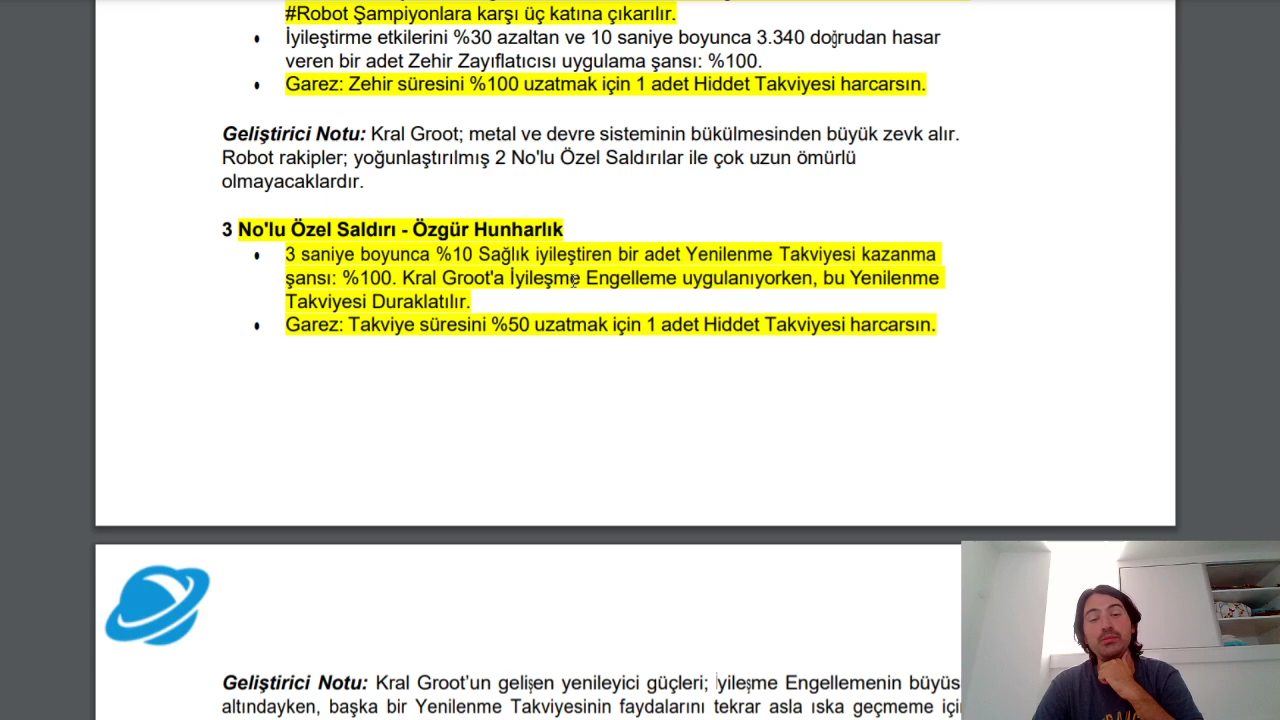 #Robot Şampiyonlara karşı üç katına çıkarılır.
• İyileştirme etkilerini %30 azaltan ve 10 saniye boyunca 3.340 doğrudan hasar
veren bir adet Zehir Zayıflatıcısı uygulama şansı: %100.
• Garez: Zehir süresini %100 uzatmak için 1 adet Hiddet Takviyesi harcarsın.
Geliştirici Notu: Kral Groot; metal ve devre sisteminin bükülmesinden büyük zevk alır.
Robot rakipler; yoğunlaştırılmış 2 No'lu Özel Saldırılar ile çok uzun ömürlü
olmayacaklardır.
3 No'lu Özel Saldırı - Özgür Hunharlık
• 3 saniye boyunca %10 Sağlık iyileştiren bir adet Yenilenme Takviyesi kazanma
şansı: %100. Kral Groot'a İyileşme Engelleme uygulanıyorken, bu Yenilenme
Takviyesi Duraklatılır.
• Garez: Takviye süresini %50 uzatmak için 1 adet Hiddet Takviyesi harcarsın.
Geliştirici Notu: Kral Groot'un gelişen yenileyici güçleri; İyileşme Engellemenin
altındayken, başka bir Yenilenme Takviyesinin faydalarını tekrar asla ıska geçmeme